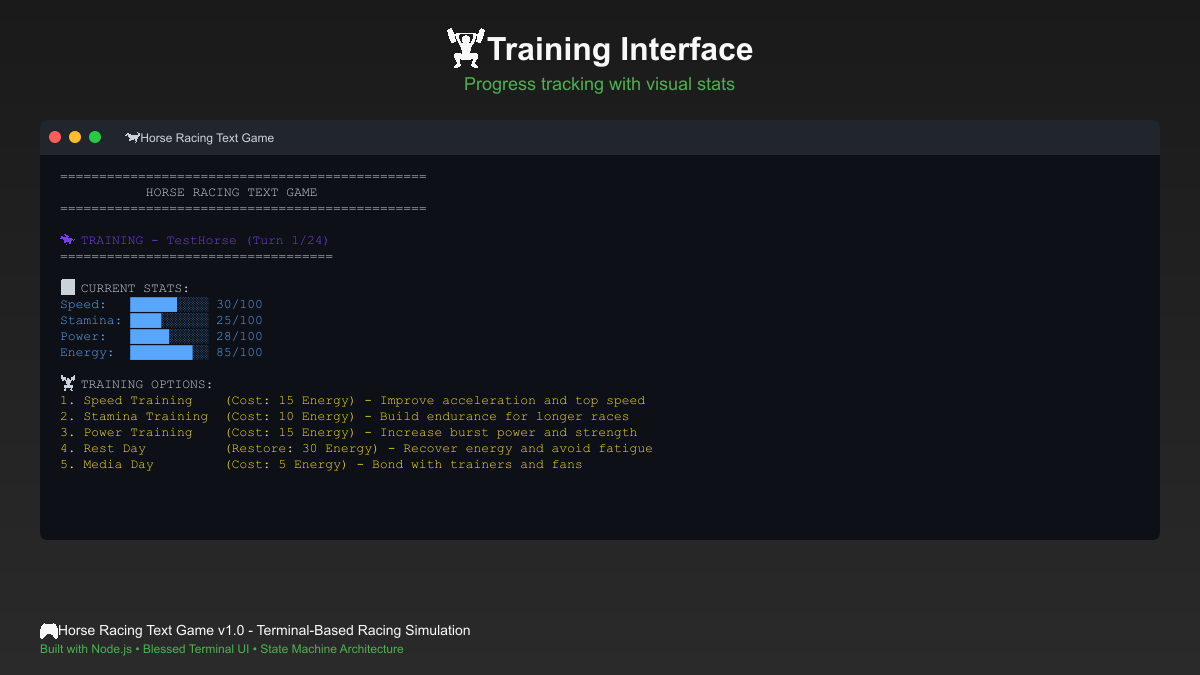 Training Interface
Progress tracking with visual stats
Horse Racing Text Game
===============================================
HORSE RACING TEXT GAME
===============================================
TRAINING - TestHorse (Turn 1/24)
===================================
CURRENT STATS:
Speed: ██████░░░░ 30/100
Stamina: ████░░░░░░ 25/100
Power: █████░░░░░ 28/100
Energy: ████████░░ 85/100
TRAINING OPTIONS:
1. Speed Training (Cost: 15 Energy) - Improve acceleration and top speed
2. Stamina Training (Cost: 10 Energy) - Build endurance for longer races
3. Power Training (Cost: 15 Energy) - Increase burst power and strength
4. Rest Day (Restore: 30 Energy) - Recover energy and avoid fatigue
5. Media Day (Cost: 5 Energy) - Bond with trainers and fans
Horse Racing Text Game v1.0 - Terminal-Based Racing Simulation
Built with Node.js • Blessed Terminal UI • State Machine Architecture